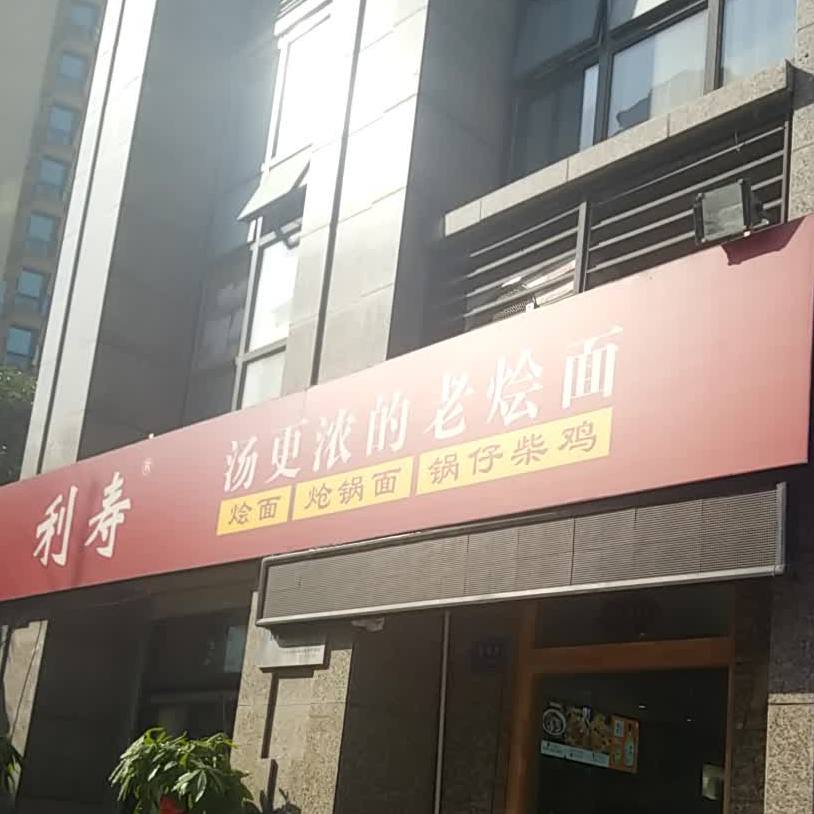 利寿®
汤更浓的老烩面
烩面 炝锅面 锅仔柴鸡